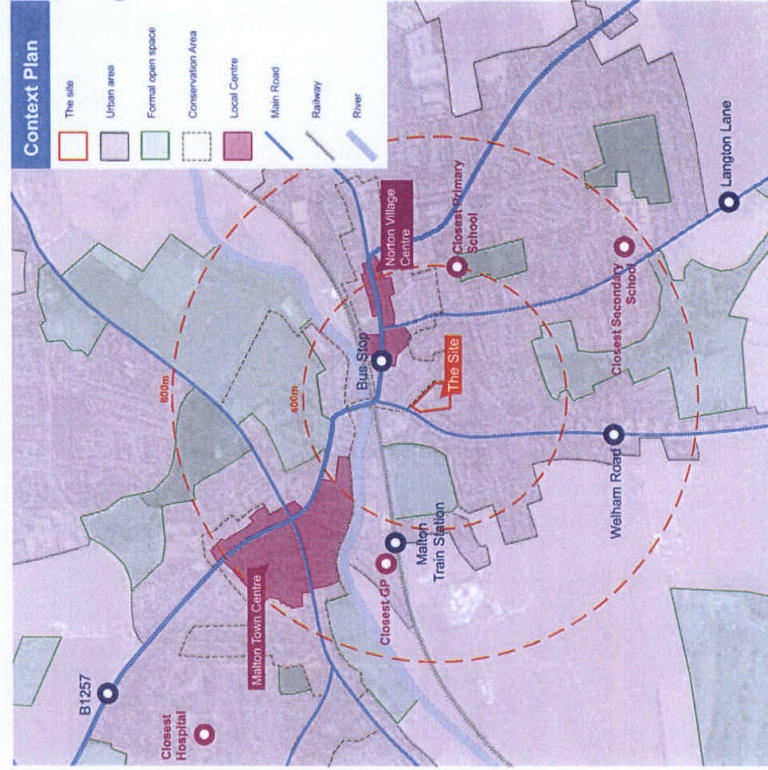 Context Plan
The site
Urban area
Formal open space
Conservation Area
Local Centre
Main Road
Railway
River
800m
400m
B1257
Closest
Hospital
Malton Town Centre
Closest GP
Malton
Train Station
Bus Stop
The Site
Norton Village
Centre
Closest Primary
School
Closest Secondary
School
Welham Road
Langton Lane